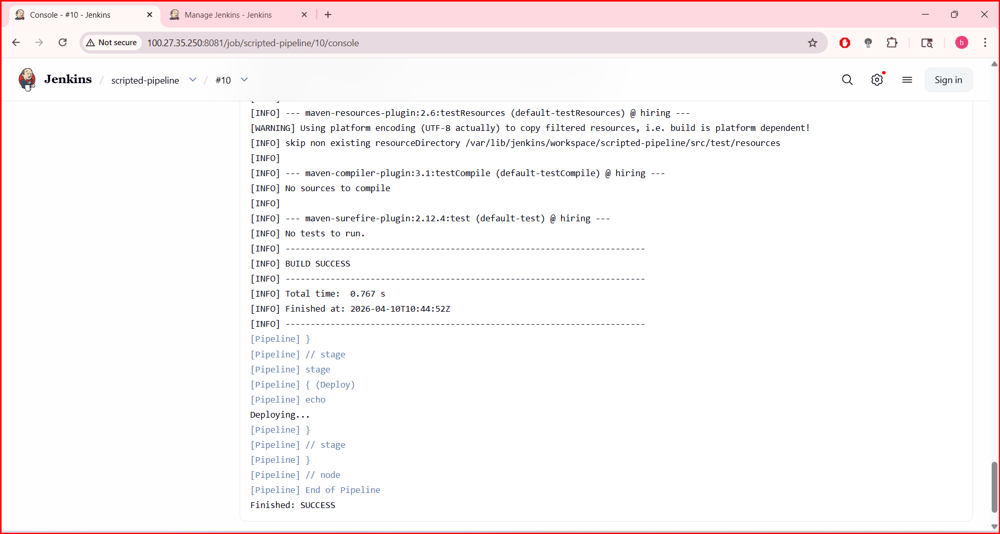 Console - #10 - Jenkins
Manage Jenkins - Jenkins
Not secure
100.27.35.250:8081/job/scripted-pipeline/10/console
b
Jenkins / scripted-pipeline / #10
Sign in
[INFO] --- maven-resources-plugin:2.6:testResources (default-testResources) @ hiring ---
[WARNING] Using platform encoding (UTF-8 actually) to copy filtered resources, i.e. build is platform dependent!
[INFO] skip non existing resourceDirectory /var/lib/jenkins/workspace/scripted-pipeline/src/test/resources
[INFO]
[INFO] --- maven-compiler-plugin:3.1:testCompile (default-testCompile) @ hiring ---
[INFO] No sources to compile
[INFO]
[INFO] --- maven-surefire-plugin:2.12.4:test (default-test) @ hiring ---
[INFO] No tests to run.
[INFO] ------------------------------------------------------------------------
[INFO] BUILD SUCCESS
[INFO] ------------------------------------------------------------------------
[INFO] Total time:  0.767 s
[INFO] Finished at: 2026-04-10T10:44:52Z
[INFO] ------------------------------------------------------------------------
[Pipeline] }
[Pipeline] // stage
[Pipeline] stage
[Pipeline] { (Deploy)
[Pipeline] echo
Deploying...
[Pipeline] }
[Pipeline] // stage
[Pipeline] }
[Pipeline] // node
[Pipeline] End of Pipeline
Finished: SUCCESS